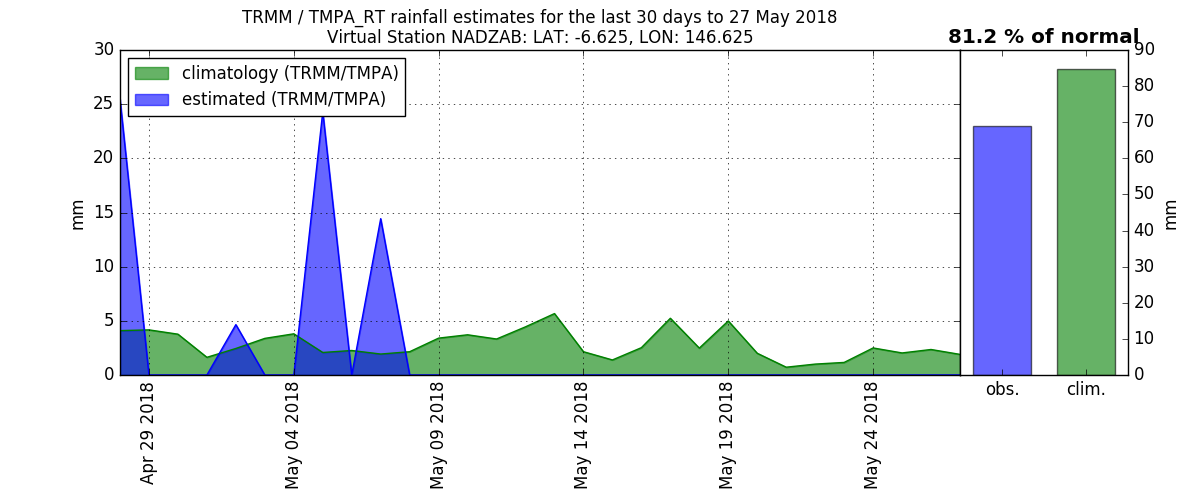 TRMM / TMPA_RT rainfall estimates for the last 30 days to 27 May 2018
Virtual Station NADZAB: LAT: -6.625, LON: 146.625
81.2 % of normal
climatology (TRMM/TMPA)
estimated (TRMM/TMPA)
30
25
20
15
10
5
0
mm
Apr 29 2018
May 04 2018
May 09 2018
May 14 2018
May 19 2018
May 24 2018
90
80
70
60
50
40
30
20
10
0
mm
obs.
clim.